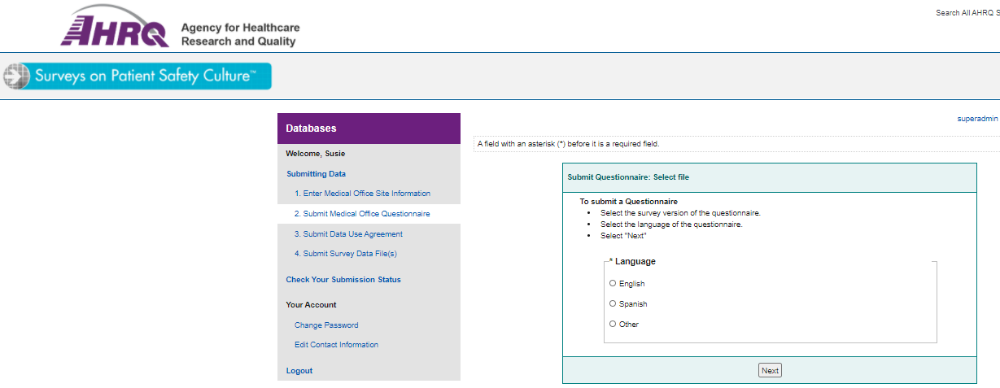 Search All AHRQ S
AHRQ
Agency for Healthcare
Research and Quality
Surveys on Patient Safety Culture™
Databases
superadmin
Welcome, Susie
A field with an asterisk (*) before it is a required field.
Submitting Data
1. Enter Medical Office Site Information
2. Submit Medical Office Questionnaire
3. Submit Data Use Agreement
4. Submit Survey Data File(s)
Check Your Submission Status
Your Account
Change Password
Edit Contact Information
Logout
Submit Questionnaire: Select file
To submit a Questionnaire
• Select the survey version of the questionnaire.
• Select the language of the questionnaire.
• Select "Next"
* Language
English
Spanish
Other
Next